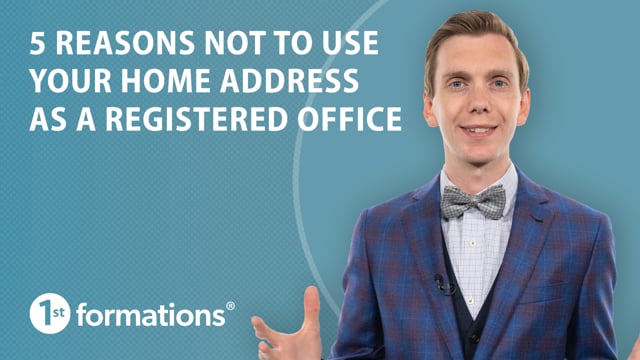 5 REASONS NOT TO USE
YOUR HOME ADDRESS
AS A REGISTERED OFFICE
1st formations®